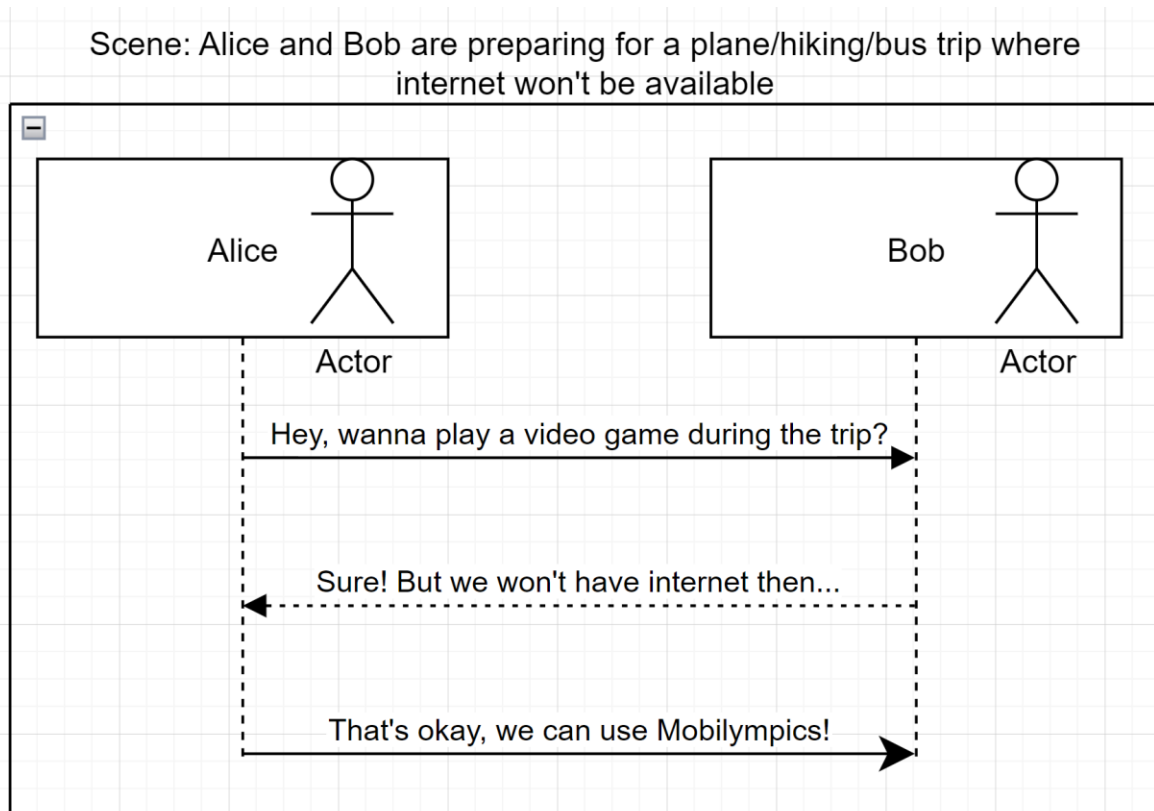 Scene: Alice and Bob are preparing for a plane/hiking/bus trip where
internet won't be available
Alice
Bob
Actor
Actor
Hey, wanna play a video game during the trip?
Sure! But we won't have internet then...
That's okay, we can use Mobilympics!